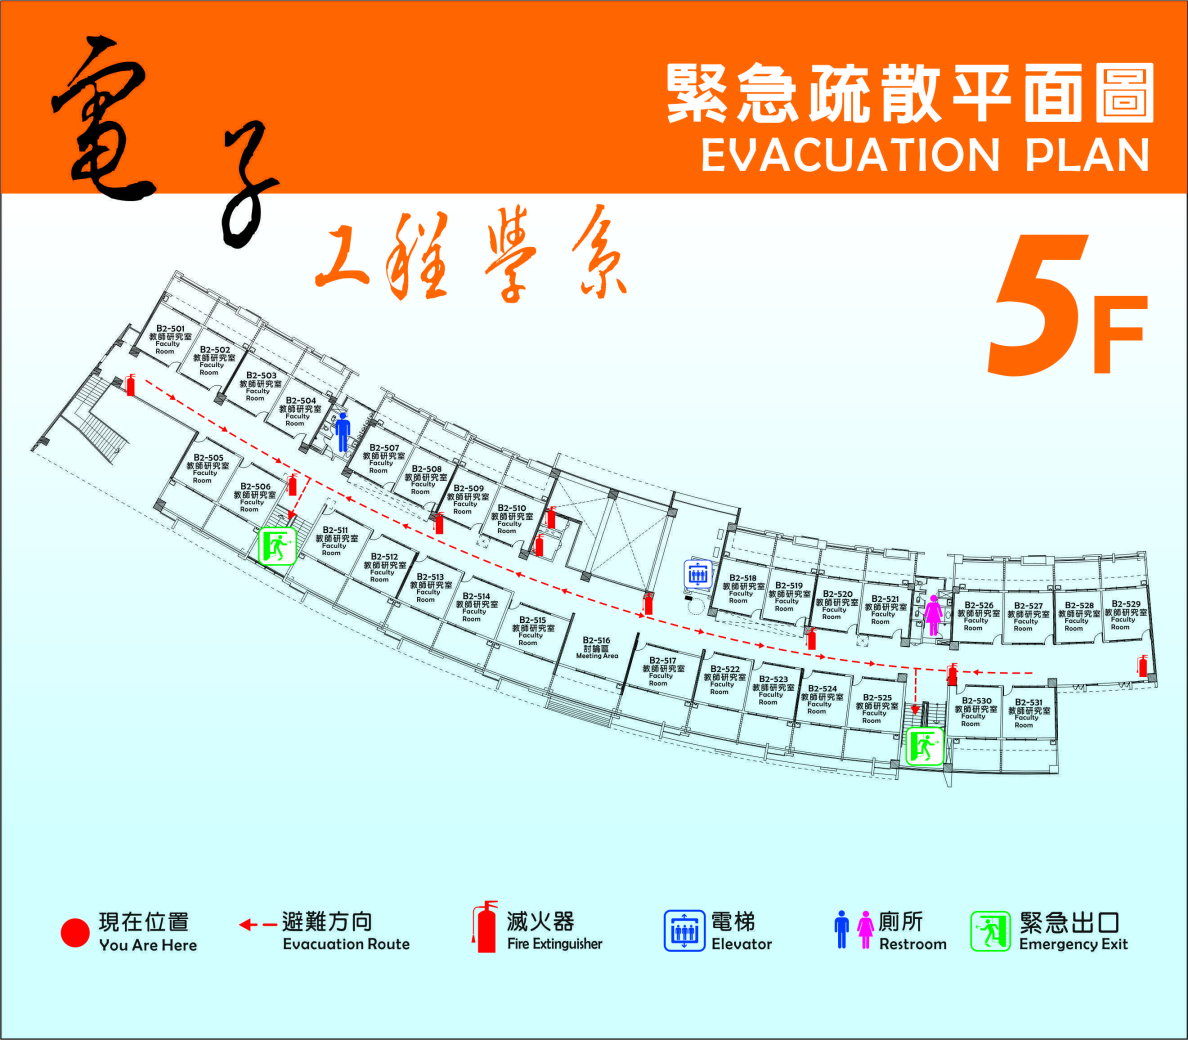 電子
工程學系
緊急疏散平面圖
EVACUATION PLAN
5F
B2-501
教師研究室
Faculty
Room
B2-502
教師研究室
Faculty
Room
B2-503
教師研究室
Faculty
Room
B2-504
教師研究室
Faculty
Room
B2-505
教師研究室
Faculty
Room
B2-506
教師研究室
Faculty
Room
B2-507
教師研究室
Faculty
Room
B2-508
教師研究室
Faculty
Room
B2-509
教師研究室
Faculty
Room
B2-510
教師研究室
Faculty
Room
B2-511
教師研究室
Faculty
Room
B2-512
教師研究室
Faculty
Room
B2-513
教師研究室
Faculty
Room
B2-514
教師研究室
Faculty
Room
B2-515
教師研究室
Faculty
Room
B2-516
討論區
Meeting Area
B2-517
教師研究室
Faculty
Room
B2-518
教師研究室
Faculty
Room
B2-519
教師研究室
Faculty
Room
B2-520
教師研究室
Faculty
Room
B2-521
教師研究室
Faculty
Room
B2-522
教師研究室
Faculty
Room
B2-523
教師研究室
Faculty
Room
B2-524
教師研究室
Faculty
Room
B2-525
教師研究室
Faculty
Room
B2-526
教師研究室
Faculty
Room
B2-527
教師研究室
Faculty
Room
B2-528
教師研究室
Faculty
Room
B2-529
教師研究室
Faculty
Room
B2-530
教師研究室
Faculty
Room
B2-531
教師研究室
Faculty
Room
現在位置
You Are Here
避難方向
Evacuation Route
滅火器
Fire Extinguisher
電梯
Elevator
廁所
Restroom
緊急出口
Emergency Exit